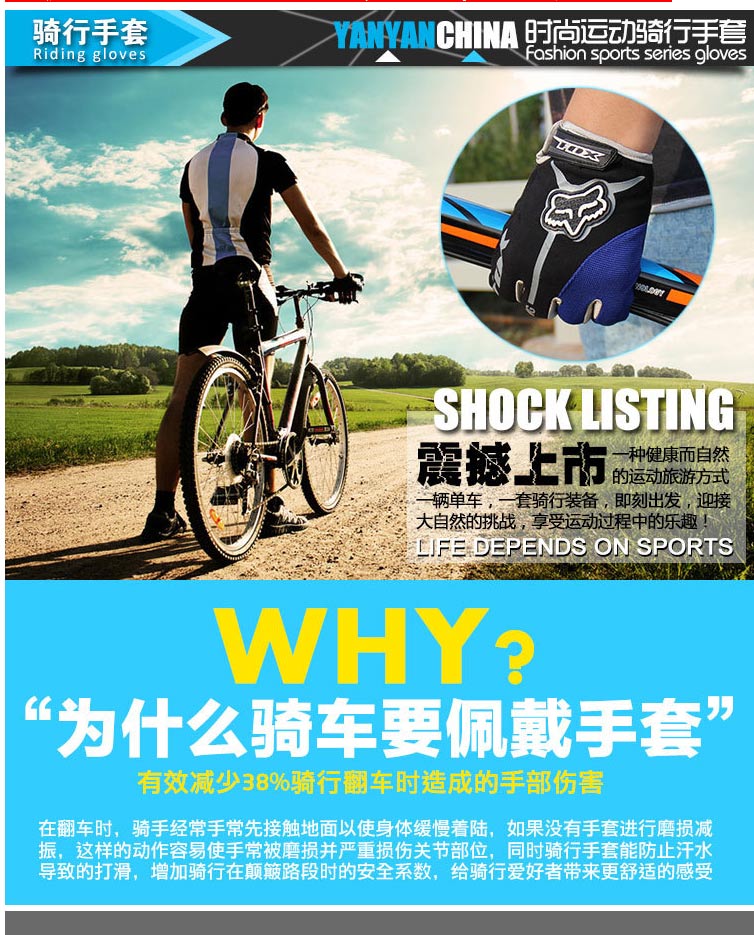 骑行手套
Riding gloves
YANYANCHINA 时尚运动骑行手套
Fashion sports series gloves
SHOCK LISTING
震撼上市 一种健康而自然
的运动旅游方式
一辆单车，一套骑行装备，即刻出发，迎接
大自然的挑战，享受运动过程中的乐趣！
LIFE DEPENDS ON SPORTS
WHY?
“为什么骑车要佩戴手套”
有效减少38%骑行翻车时造成的手部伤害
在翻车时，骑手经常手常先接触地面以使身体缓慢着陆，如果没有手套进行磨损减
振，这样的动作容易使手常被磨损并严重损伤关节部位，同时骑行手套能防止汗水
导致的打滑，增加骑行在颠簸路段时的安全系数，给骑行爱好者带来更舒适的感受